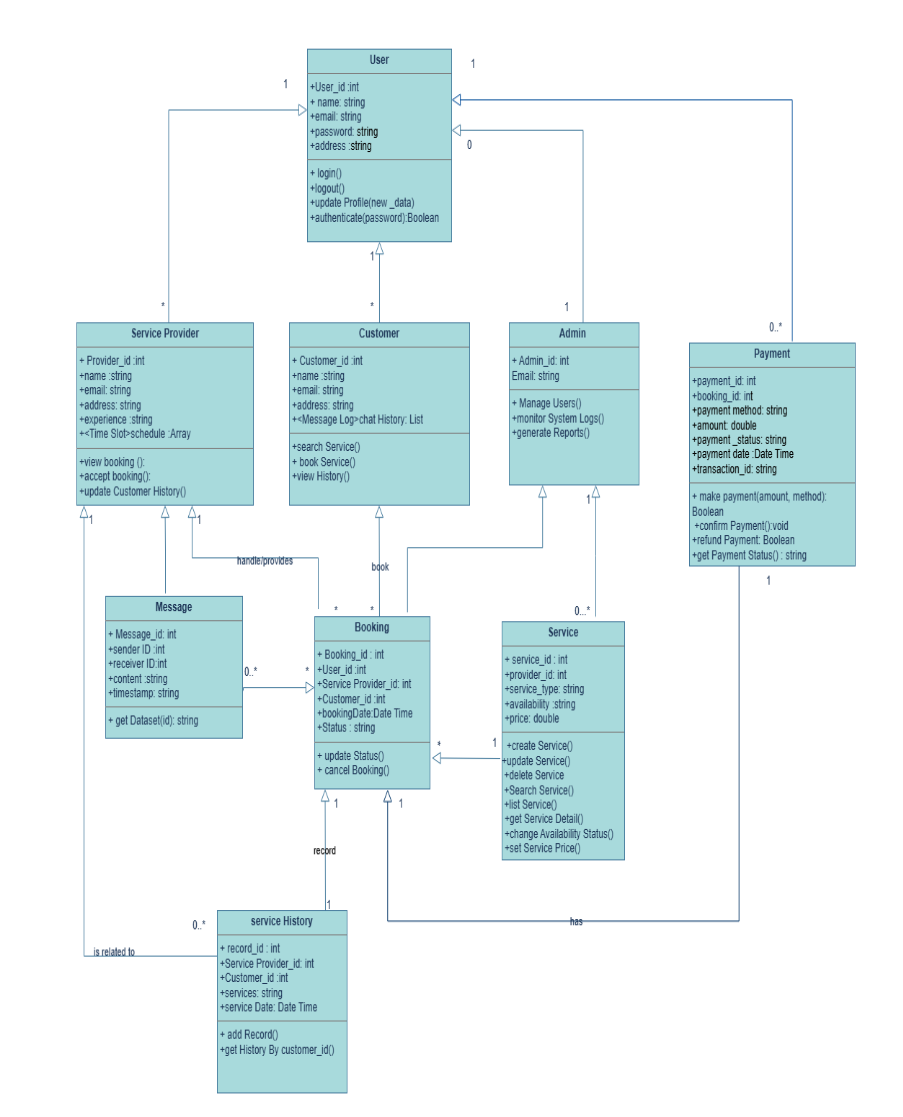 User
+User_id :int
+ name: string
+email: string
+password: string
+address :string
+ login()
+logout()
+update Profile(new _data)
+authenticate(password):Boolean
1
1
0
1
*
*
1
0..*
Service Provider
+ Provider_id :int
+name :string
+email: string
+address: string
+experience :string
+<Time Slot>schedule :Array
+view booking ():
+accept booking():
+update Customer History()
Customer
+ Customer_id :int
+name :string
+email: string
+address: string
+<Message Log>chat History: List
+search Service()
+ book Service()
+view History()
Admin
+ Admin_id: int
Email: string
+ Manage Users()
+monitor System Logs()
+generate Reports()
Payment
+payment_id: int
+booking_id: int
+payment method: string
+amount: double
+payment _status: string
+payment date :Date Time
+transaction_id: string
+ make payment(amount, method):
Boolean
+confirm Payment():void
+refund Payment: Boolean
+get Payment Status() : string
1
1
1
1
handle/provides
book
*
*
0...*
Message
+ Message_id: int
+sender ID :int
+receiver ID:int
+content :string
+timestamp: string
+ get Dataset(id): string
0..*
*
Booking
+ Booking_id : int
+User_id :int
+Service Provider_id: int
+Customer_id :int
+bookingDate:Date Time
+Status : string
+ update Status()
+ cancel Booking()
*
1
Service
+ service_id : int
+provider_id: int
+service_type: string
+availability :string
+price: double
+create Service()
+update Service()
+delete Service
+Search Service()
+list Service()
+get Service Detail()
+change Availability Status()
+set Service Price()
1
1
record
1
has
0..*
is related to
service History
+ record_id : int
+Service Provider_id: int
+Customer_id :int
+services: string
+service Date: Date Time
+ add Record()
+get History By customer_id()